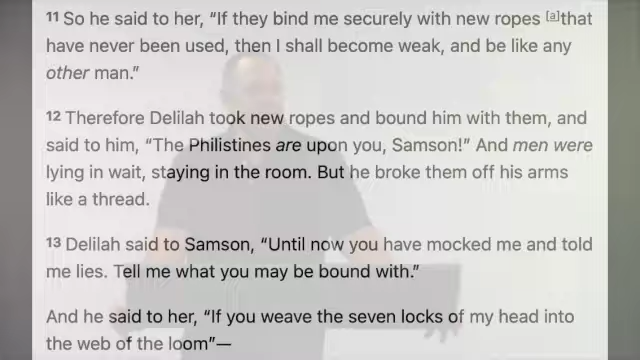 11 So he said to her, “If they bind me securely with new ropes [a]that
have never been used, then I shall become weak, and be like any
other man.”
12 Therefore Delilah took new ropes and bound him with them, and
said to him, “The Philistines are upon you, Samson!” And men were
lying in wait, staying in the room. But he broke them off his arms
like a thread.
13 Delilah said to Samson, “Until now you have mocked me and told
me lies. Tell me what you may be bound with.”
And he said to her, “If you weave the seven locks of my head into
the web of the loom”—